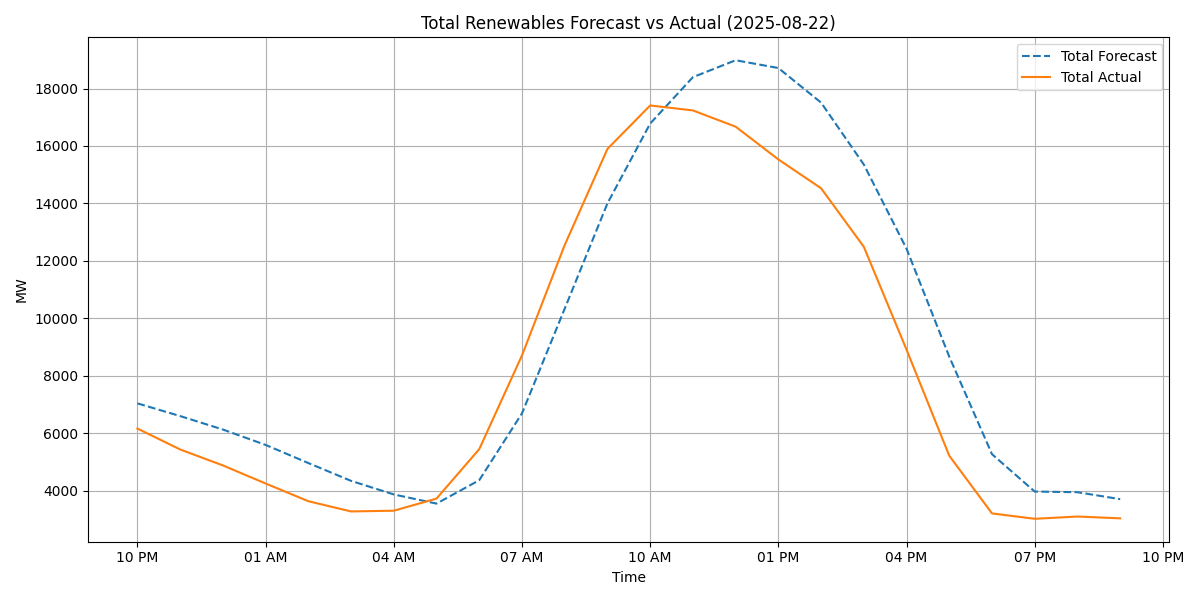 Total Renewables Forecast vs Actual (2025-08-22)
Total Forecast
Total Actual
18000
16000
14000
12000
10000
8000
6000
4000
MW
10 PM 01 AM 04 AM 07 AM 10 AM 01 PM 04 PM 07 PM 10 PM
Time